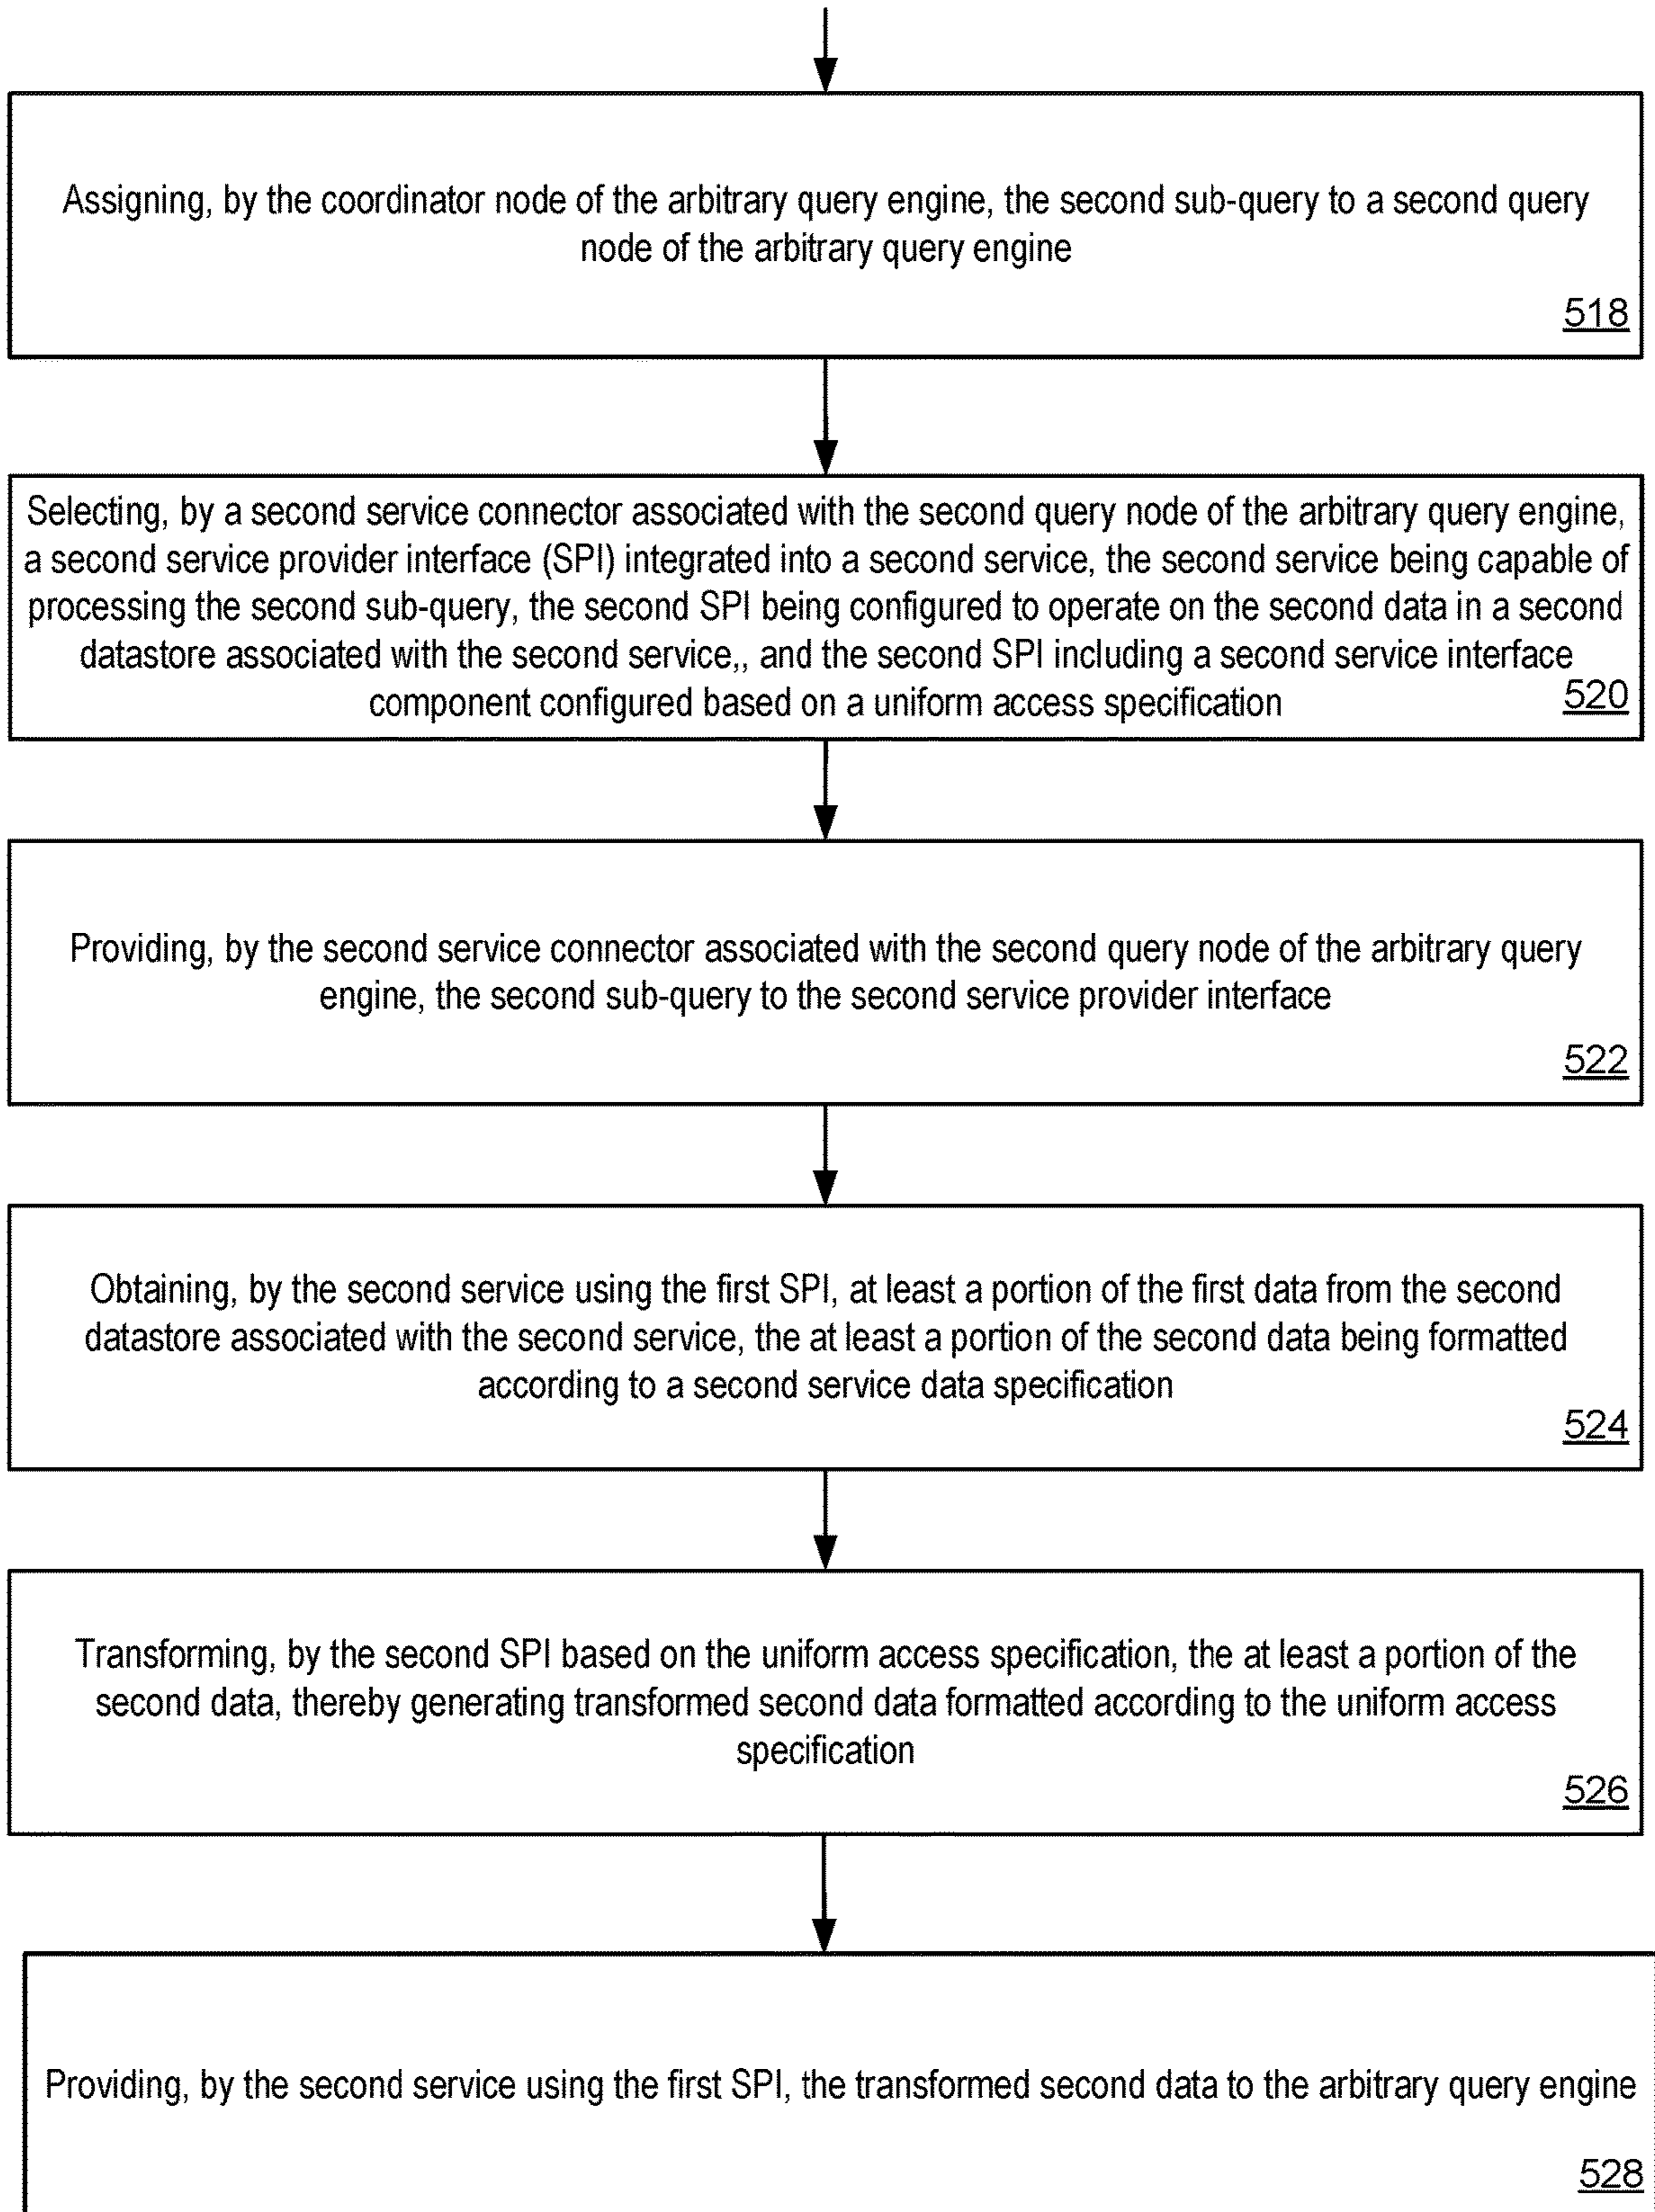 Assigning, by the coordinator node of the arbitrary query engine, the second sub-query to a second query
node of the arbitrary query engine
518
Selecting, by a second service connector associated with the second query node of the arbitrary query engine,
a second service provider interface (SPI) integrated into a second service, the second service being capable of
processing the second sub-query, the second SPI being configured to operate on the second data in a second
datastore associated with the second service,, and the second SPI including a second service interface
component configured based on a uniform access specification
520
Providing, by the second service connector associated with the second query node of the arbitrary query
engine, the second sub-query to the second service provider interface
522
Obtaining, by the second service using the first SPI, at least a portion of the first data from the second
datastore associated with the second service, the at least a portion of the second data being formatted
according to a second service data specification
524
Transforming, by the second SPI based on the uniform access specification, the at least a portion of the
second data, thereby generating transformed second data formatted according to the uniform access
specification
526
Providing, by the second service using the first SPI, the transformed second data to the arbitrary query engine
528